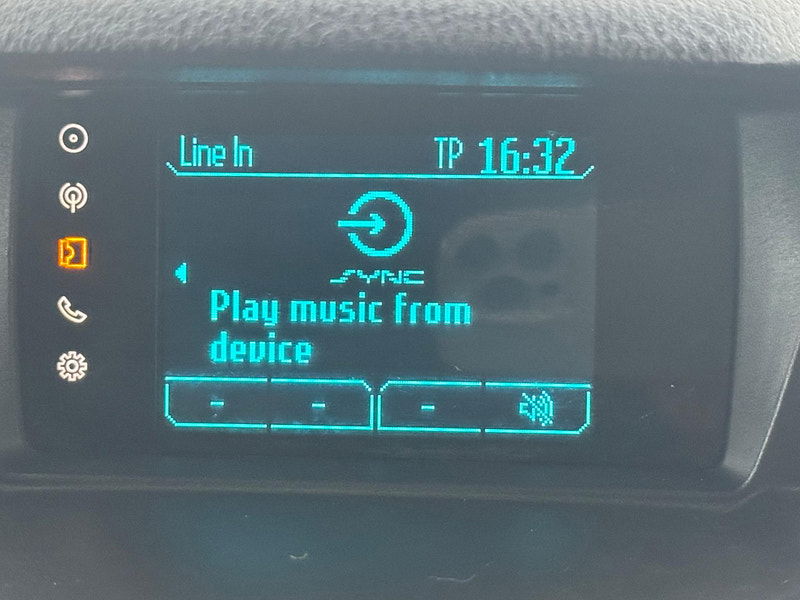 Line In TP 16:32
SYNC
Play music from
device
- - -